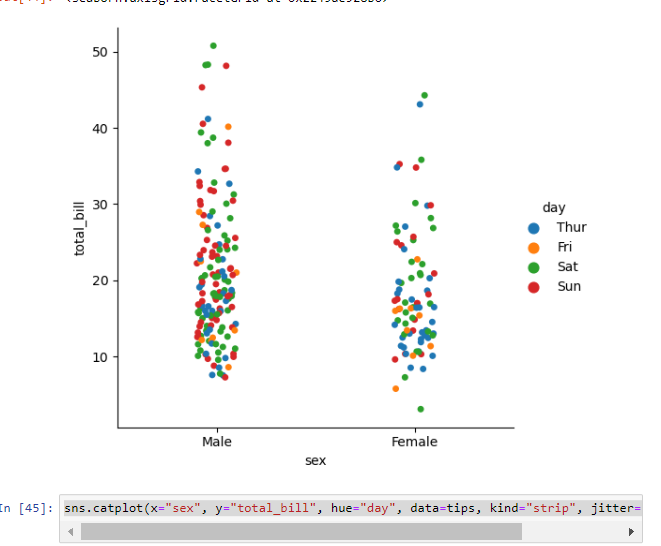 50
40
30
20
10
total_bill
Male Female
sex
day
Thur
Fri
Sat
Sun
In [45]: sns.catplot(x="sex", y="total_bill", hue="day", data=tips, kind="strip", jitter=